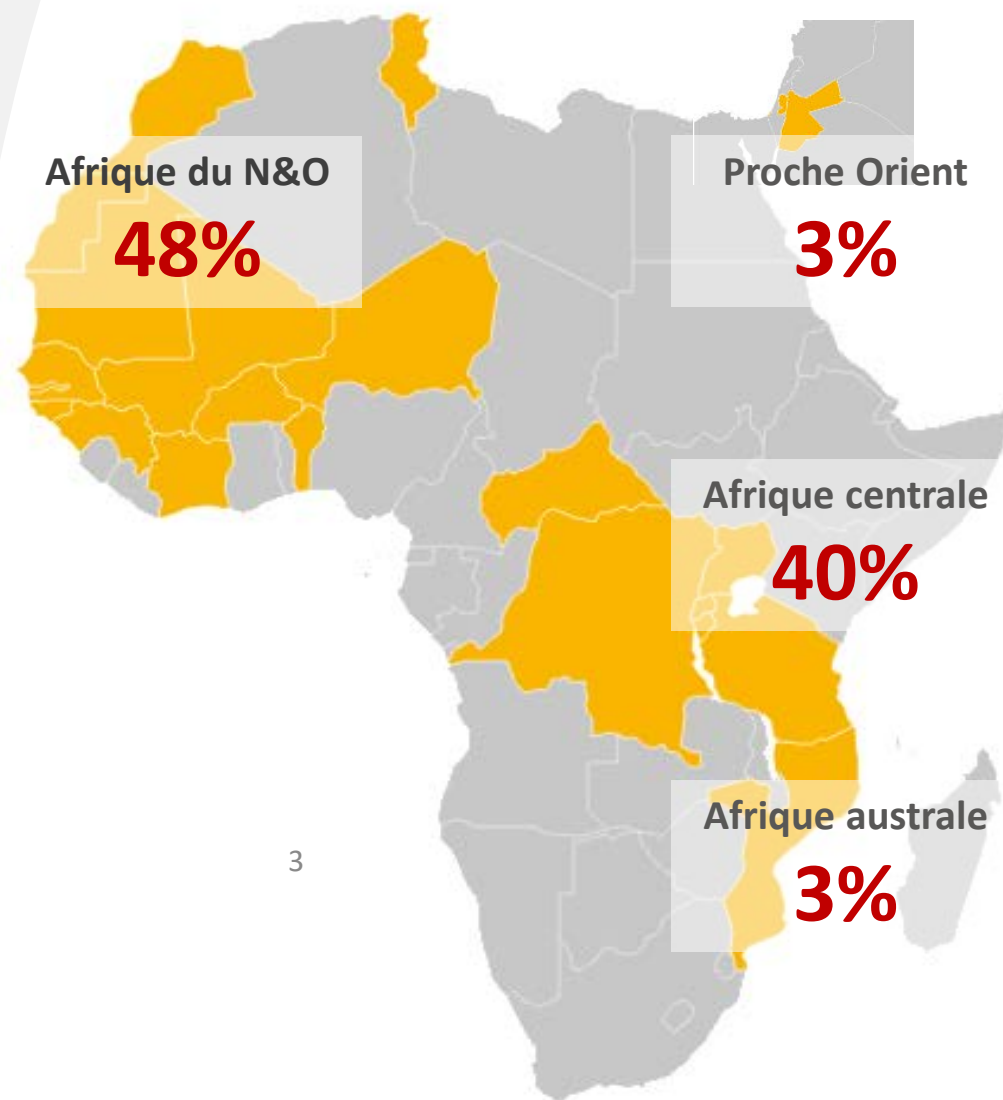 Afrique du N&O
48%
Proche Orient
3%
Afrique centrale
40%
Afrique australe
3%
3